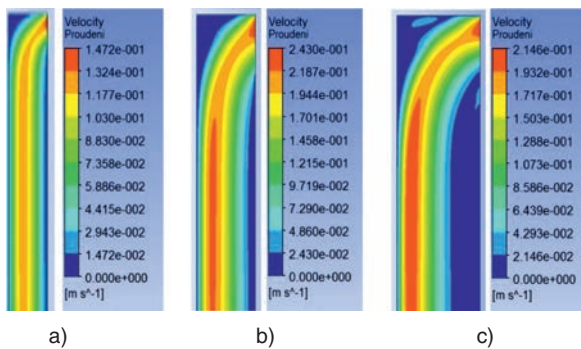 Velocity
Proudeni
1.472e-001
1.324e-001
1.177e-001
1.030e-001
8.830e-002
7.358e-002
5.886e-002
4.415e-002
2.943e-002
1.472e-002
0.000e+000
[m s^-1]
a)
Velocity
Proudeni
2.430e-001
2.187e-001
1.944e-001
1.701e-001
1.458e-001
1.215e-001
9.719e-002
7.290e-002
4.860e-002
2.430e-002
0.000e+000
[m s^-1]
b)
Velocity
Proudeni
2.146e-001
1.932e-001
1.717e-001
1.503e-001
1.288e-001
1.073e-001
8.586e-002
6.439e-002
4.293e-002
2.146e-002
0.000e+000
[m s^-1]
c)